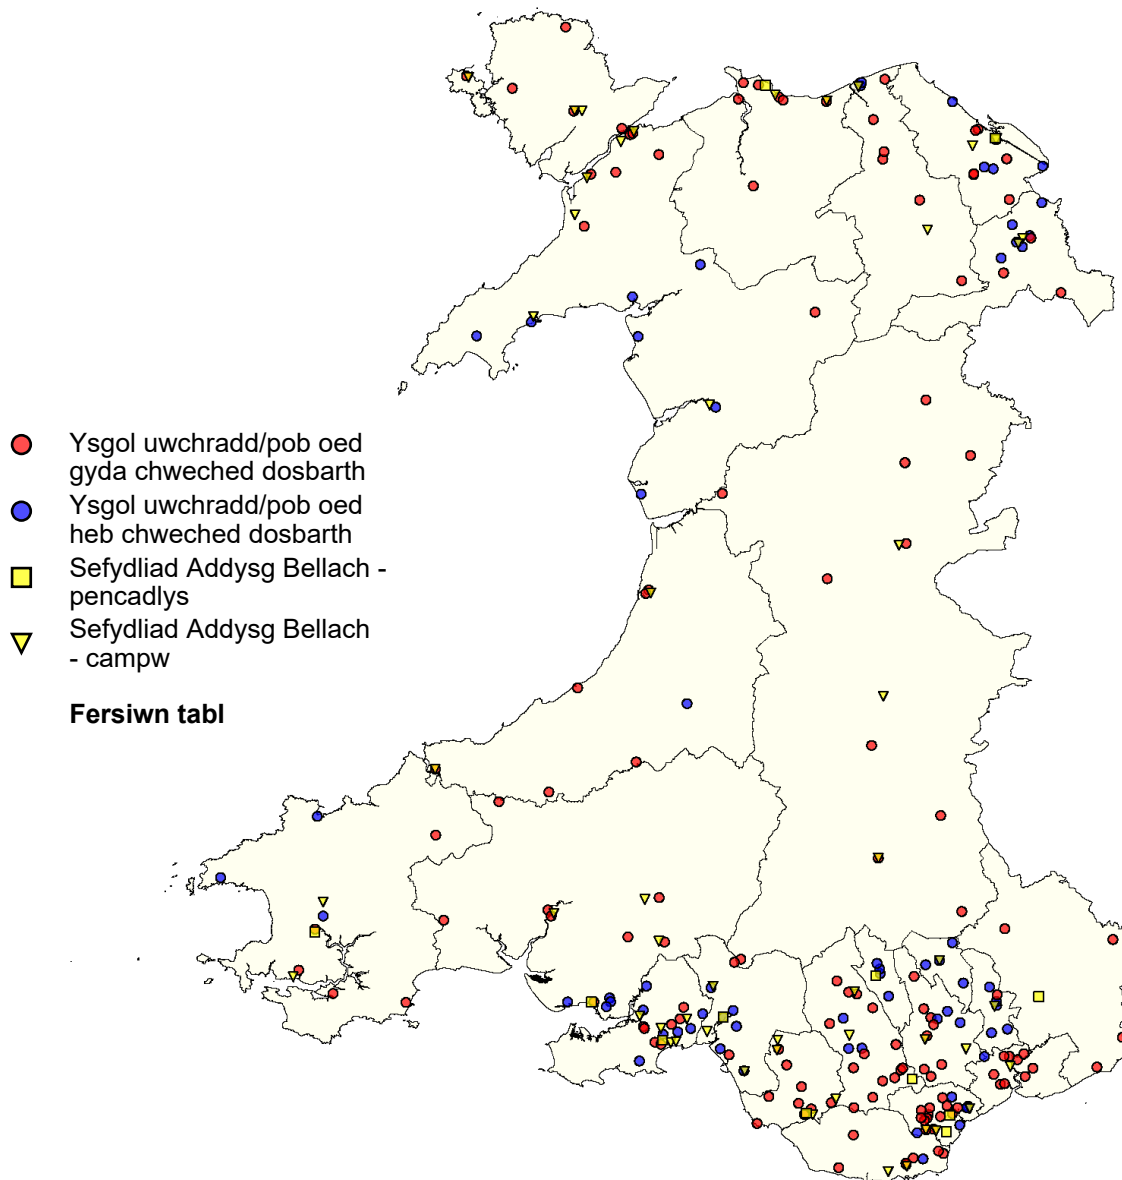 Ysgol uwchradd/pob oed
gyda chweched dosbarth
Ysgol uwchradd/pob oed
heb chweched dosbarth
Sefydliad Addysg Bellach -
pencadlys
Sefydliad Addysg Bellach
- campw
Fersiwn tabl